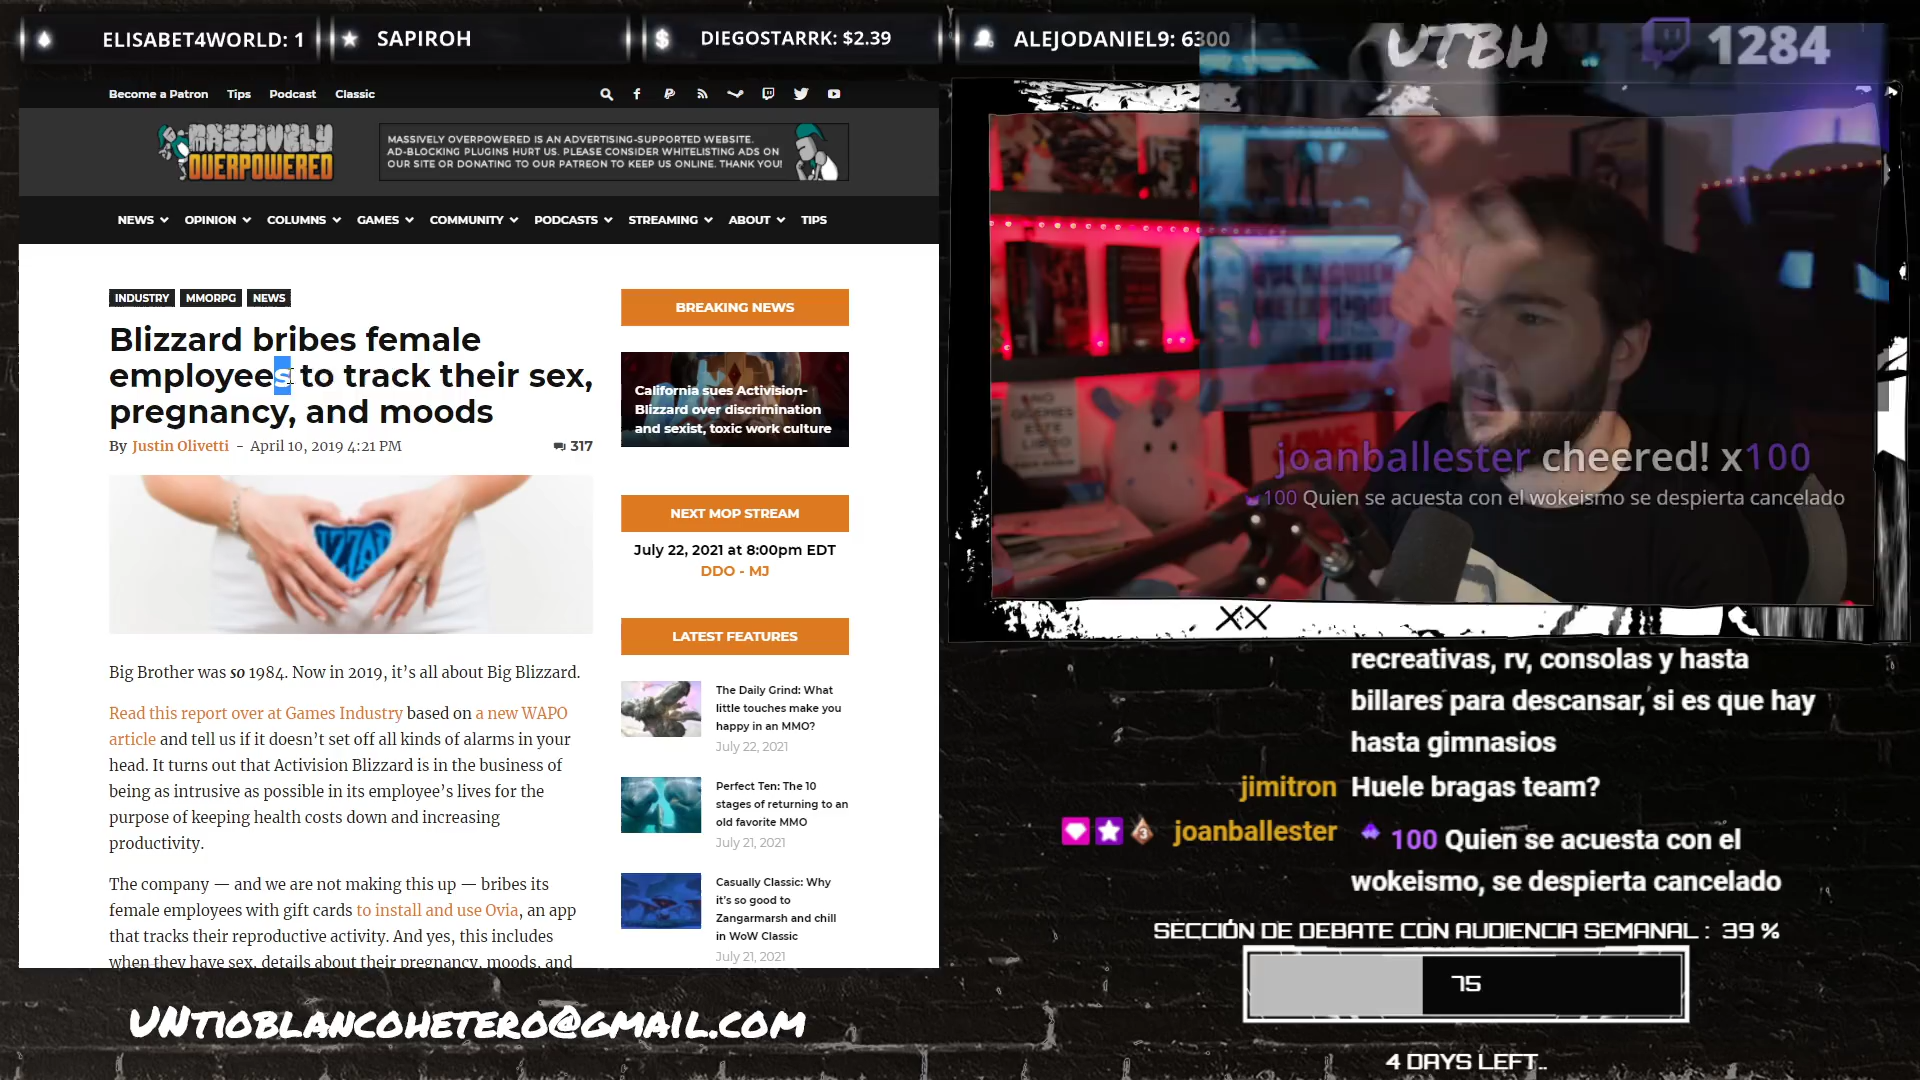 ELISABET4WORLD: 1
SAPIROH
DIEGOSTARRK: $2.39
ALEJODANIEL9: 6300
UTBH
1284
Become a Patron Tips Podcast Classic
MASSIVELY
OVERPOWERED
MASSIVELY OVERPOWERED IS AN ADVERTISING-SUPPORTED WEBSITE.
AD-BLOCKING PLUGINS HURT US. PLEASE CONSIDER WHITELISTING ADS ON
OUR SITE OR DONATING TO OUR PATREON TO KEEP US ONLINE. THANK YOU!
NEWS OPINION COLUMNS GAMES COMMUNITY PODCASTS STREAMING ABOUT TIPS
INDUSTRY MMORPG NEWS
Blizzard bribes female
employees to track their sex,
pregnancy, and moods
By Justin Olivetti - April 10, 2019 4:21 PM 317
Big Brother was so 1984. Now in 2019, it's all about Big Blizzard.
Read this report over at Games Industry based on a new WAPO
article and tell us if it doesn't set off all kinds of alarms in your
head. It turns out that Activision Blizzard is in the business of
being as intrusive as possible in its employee's lives for the
purpose of keeping health costs down and increasing
productivity.
The company — and we are not making this up — bribes its
female employees with gift cards to install and use Ovia, an app
that tracks their reproductive activity. And yes, this includes
when they have sex, details about their pregnancy, moods, and
BREAKING NEWS
California sues Activision-
Blizzard over discrimination
and sexist, toxic work culture
NEXT MOP STREAM
July 22, 2021 at 8:00pm EDT
DDO - MJ
LATEST FEATURES
The Daily Grind: What
little touches make you
happy in an MMO?
July 22, 2021
Perfect Ten: The 10
stages of returning to an
old favorite MMO
July 21, 2021
Casually Classic: Why
it's so good to
Zangarmarsh and chill
in WoW Classic
July 21, 2021
joanballester cheered! x100
100 Quien se acuesta con el wokeismo se despierta cancelado
XX
recreativas, rv, consolas y hasta
billares para descansar, si es que hay
hasta gimnasios
jimitron Huele bragas team?
3 joanballester 100 Quien se acuesta con el
wokeismo, se despierta cancelado
SECCIÓN DE DEBATE CON AUDIENCIA SEMANAL : 39 %
75
4 DAYS LEFT..
UNTIOBLANCOHETERO@GMAIL.COM